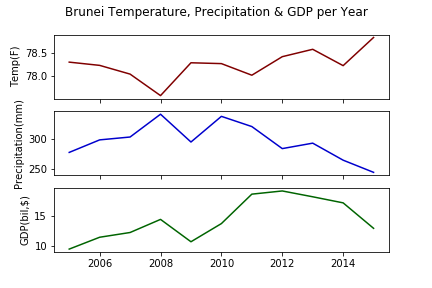 Brunei Temperature, Precipitation & GDP per Year
Temp(F)
78.5
78.0
Precipitation(mm)
300
250
GDP(bil,$)
15
10
2006 2008 2010 2012 2014